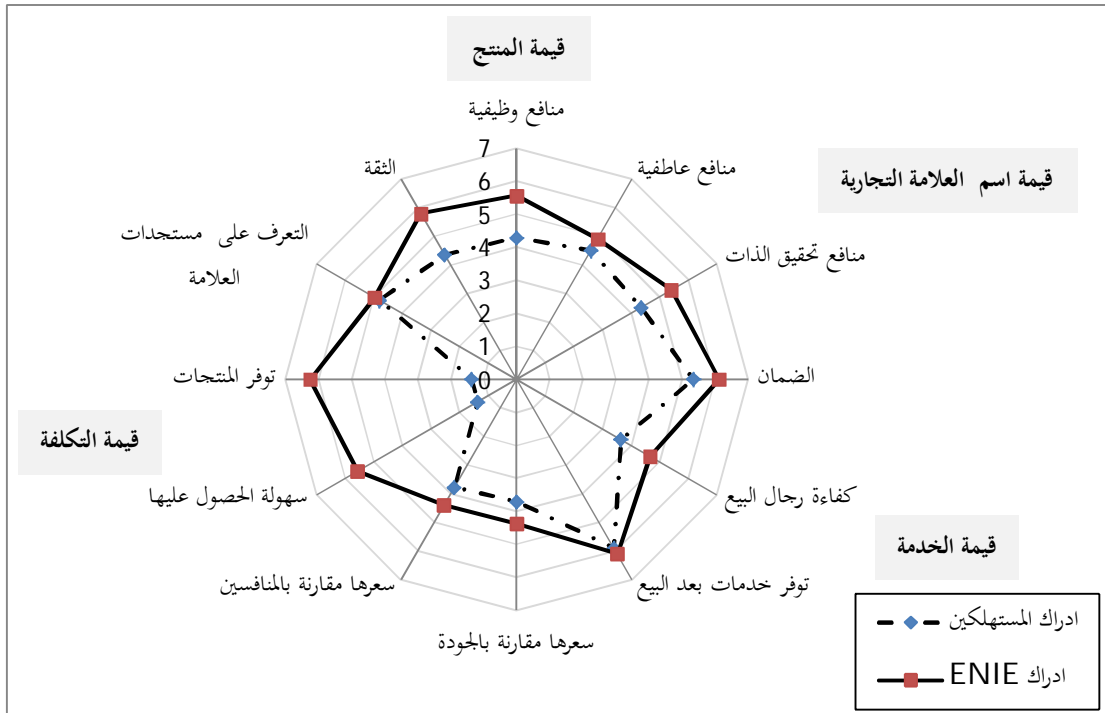 قيمة المنتج
منافع وظيفية
منافع عاطفية
قيمة اسم العلامة التجارية
منافع تحقيق الذات
الضمان
كفاءة رجال البيع
قيمة الخدمة
توفر خدمات بعد البيع
سعرها مقارنة بالجودة
سعرها مقارنة بالمنافسين
سهولة الحصول عليها
قيمة التكلفة
توفر المنتجات
التعرف على مستجدات
العلامة
الثقة
7
6
5
4
3
2
1
0
ادراك المستهلكين
ادراك ENIE